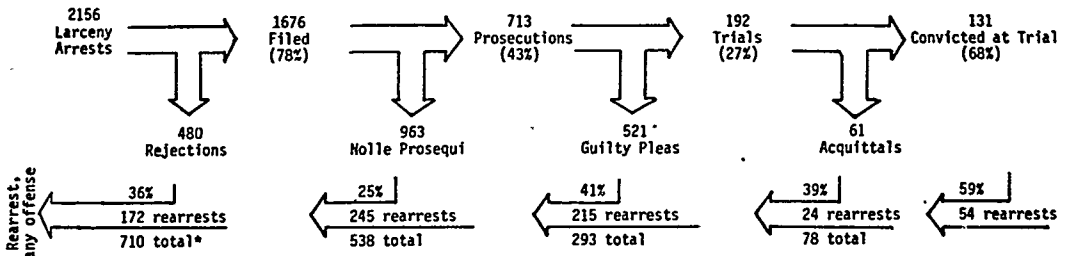 2156
Larceny
Arrests
1676
Filed
(78%)
713
Prosecutions
(43%)
192
Trials
(27%)
131
Convicted at Trial
(68%)
480
Rejections
963
Nolle Prosequi
521
Guilty Pleas
61
Acquittals
Rearrest,
any offense
36%
172 rearrests
710 total*
25%
245 rearrests
538 total
41%
215 rearrests
293 total
39%
24 rearrests
78 total
59%
54 rearrests